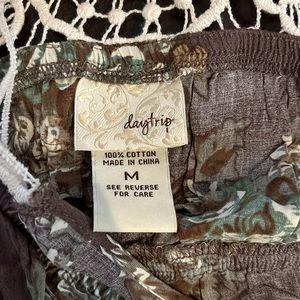 daytrip
100% COTTON
MADE IN CHINA
M
SEE REVERSE
FOR CARE